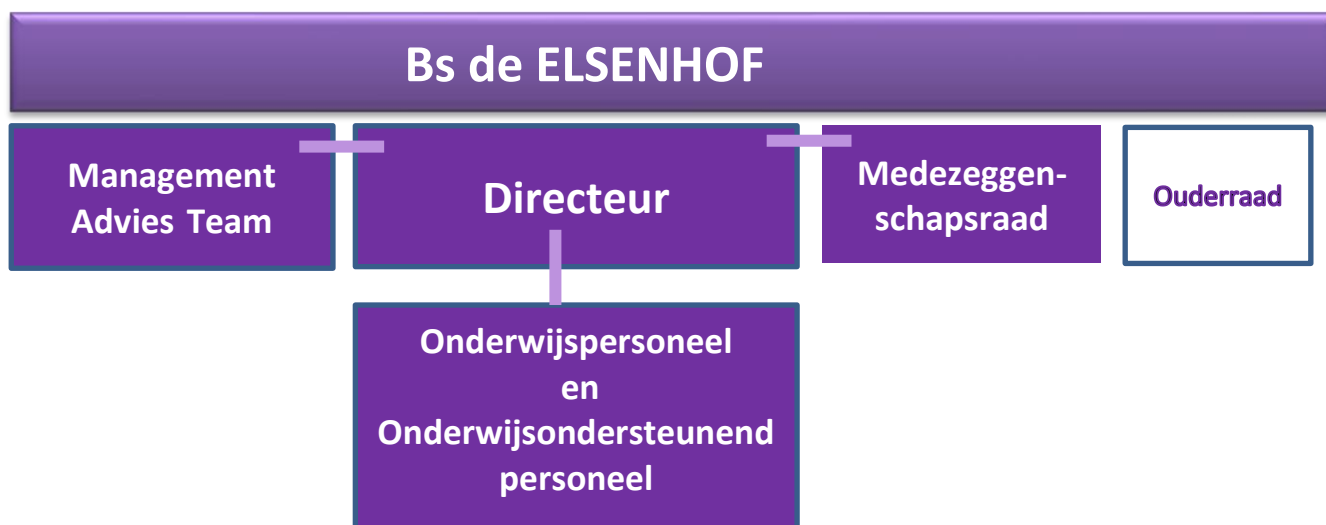 Bs de ELSENHOF
Management
Advies Team
Directeur
Medezeggen-
schapsraad
Ouderraad
Onderwijspersoneel
en
Onderwijsondersteunend
personeel